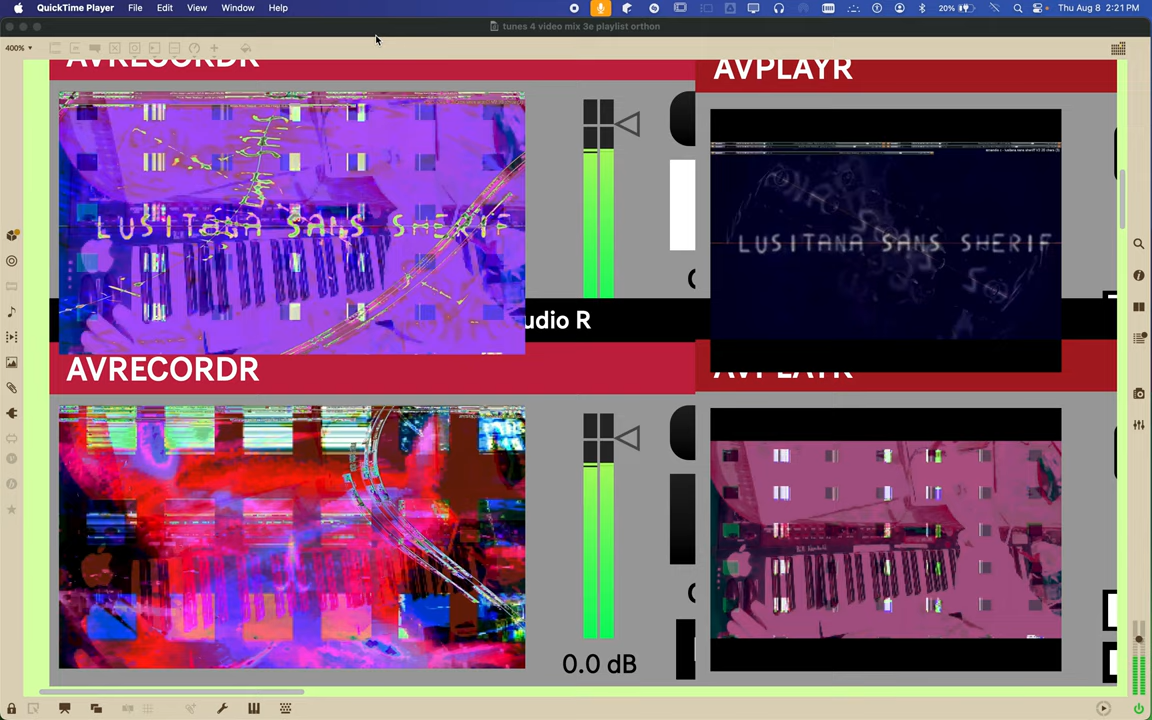 QuickTime Player File Edit View Window Help 20% Thu Aug 8 2:21 PM
tunes 4 video mix 3e playlist orthon
400%
AVRECORDR AVPLAYR
LUSITANA SANS SHERIF
LUSITANA SANS SHERIF
udio R
AVRECORDR AVPLAYR
0.0 dB